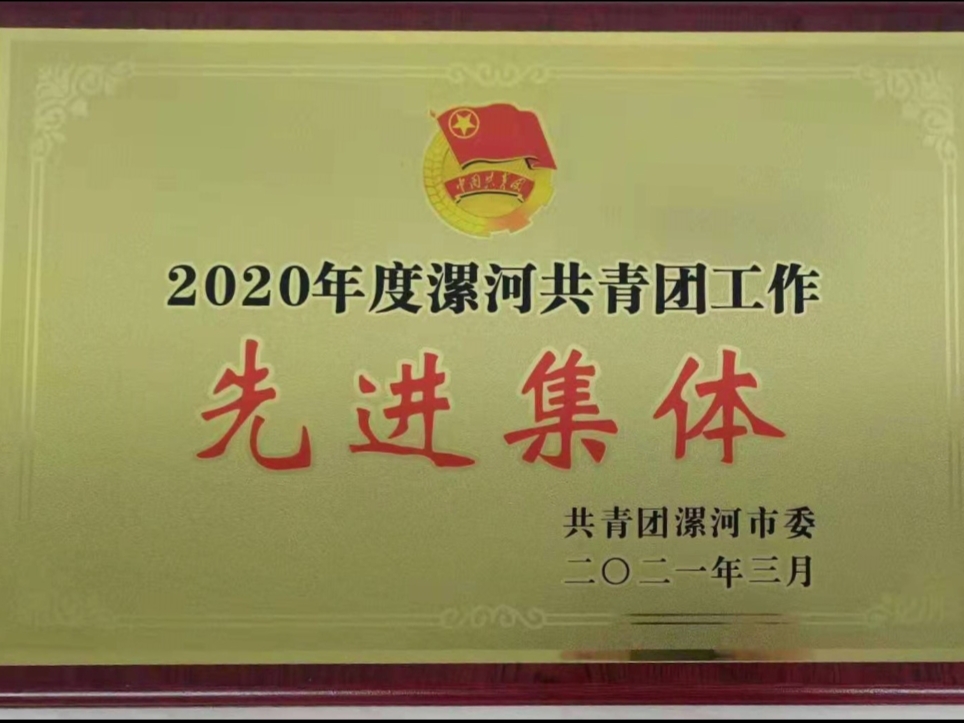 中国共青团
2020年度漯河共青团工作
先进集体
共青团漯河市委
二〇二一年三月